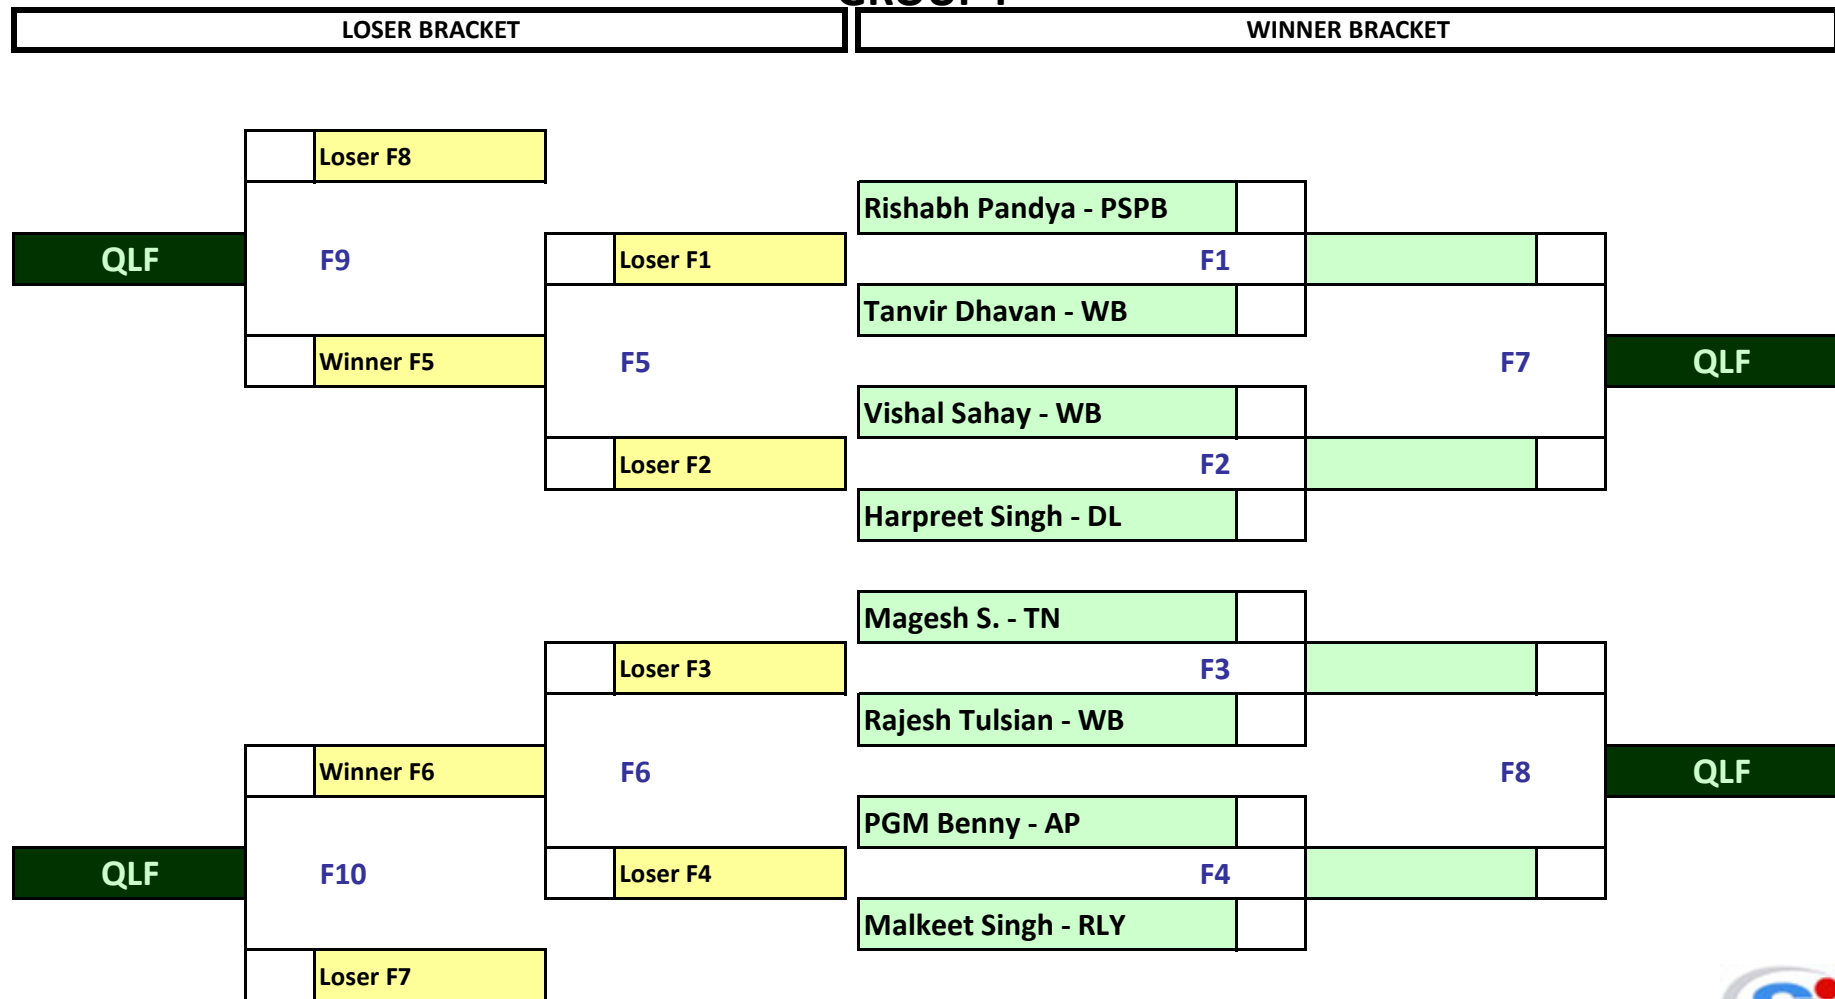 LOSER BRACKET
WINNER BRACKET
Loser F8
Rishabh Pandya - PSPB
QLF
F9
Loser F1
F1
Tanvir Dhavan - WB
Winner F5
F5
F7
QLF
Vishal Sahay - WB
Loser F2
F2
Harpreet Singh - DL
Magesh S. - TN
Loser F3
F3
Rajesh Tulsian - WB
Winner F6
F6
F8
QLF
PGM Benny - AP
QLF
F10
Loser F4
F4
Malkeet Singh - RLY
Loser F7